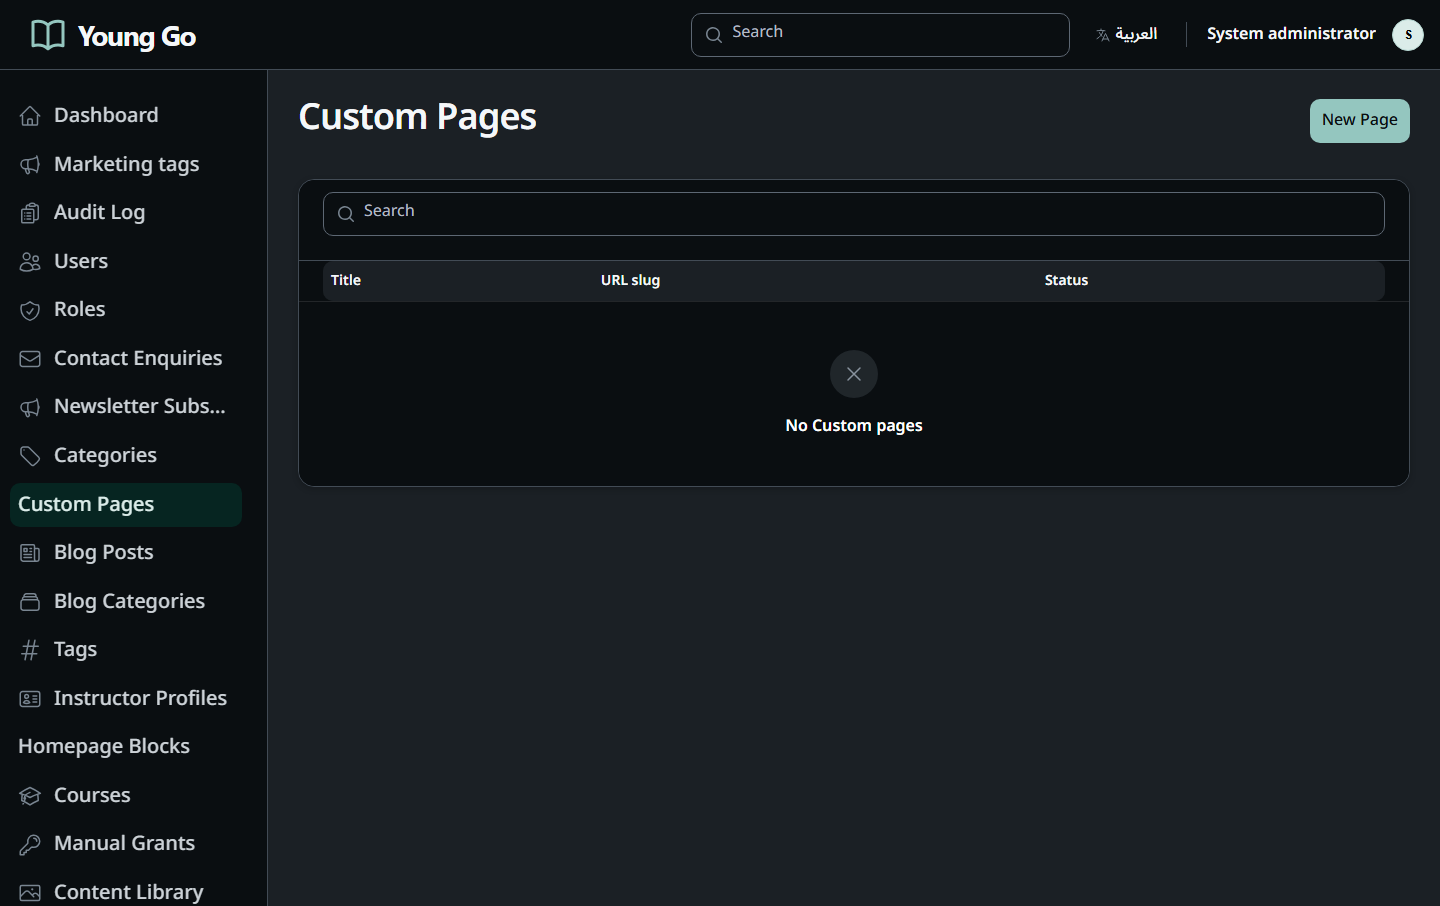 Young Go
Search
العربية
System administrator
S
Dashboard
Marketing tags
Audit Log
Users
Roles
Contact Enquiries
Newsletter Subs...
Categories
Custom Pages
Blog Posts
Blog Categories
Tags
Instructor Profiles
Homepage Blocks
Courses
Manual Grants
Content Library
Custom Pages
New Page
Search
Title URL slug Status
No Custom pages